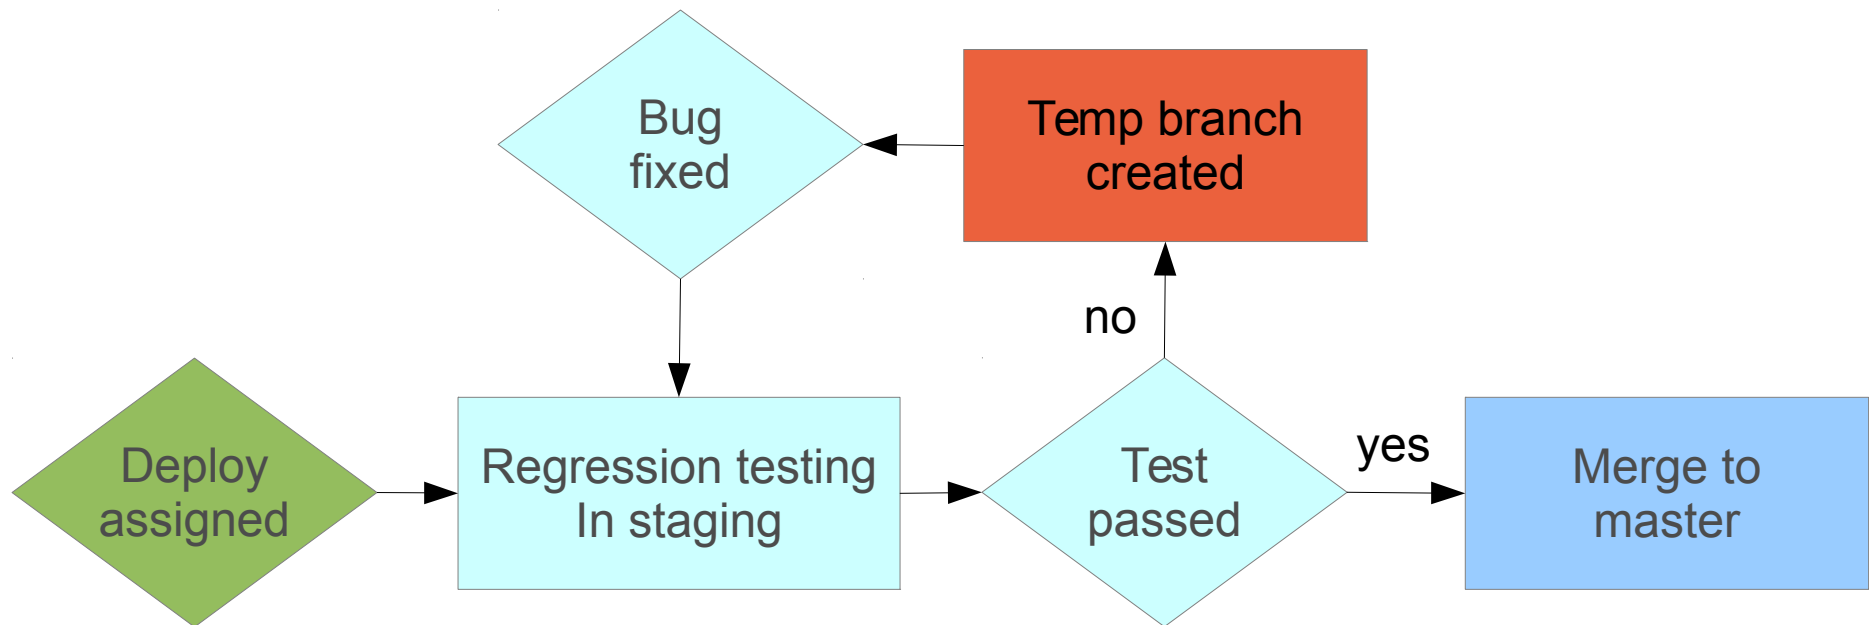 Bug
fixed
Temp branch
created
no
Deploy
assigned
Regression testing
In staging
Test
passed
yes
Merge to
master